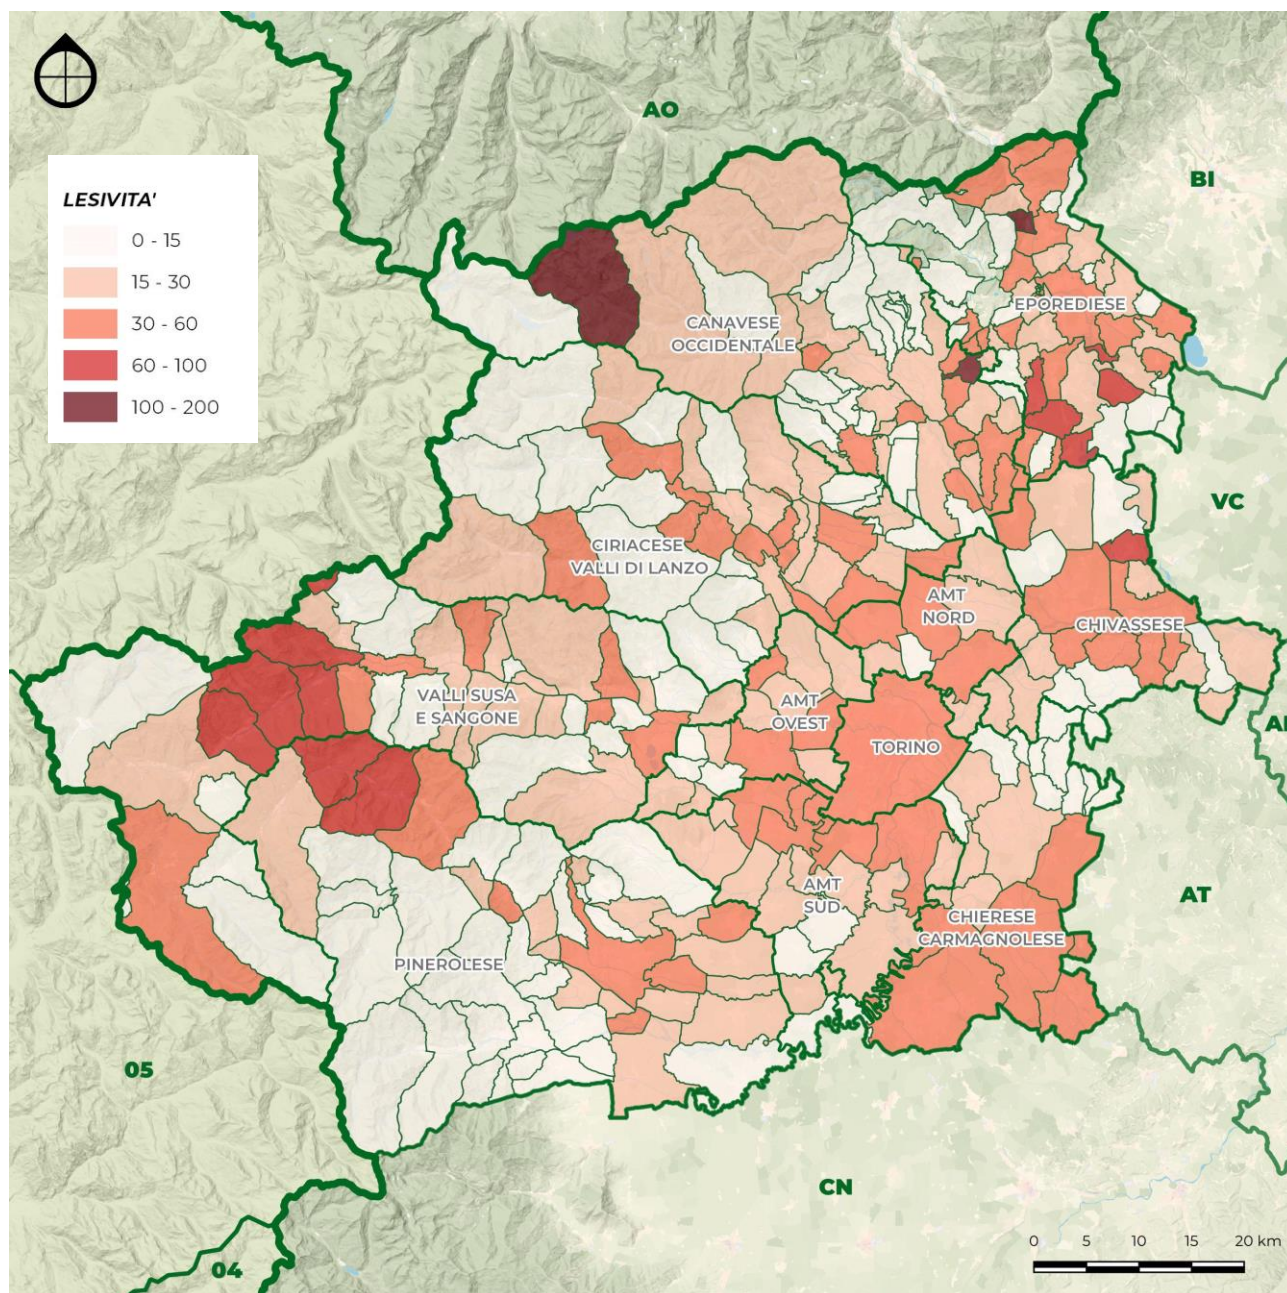 AO
BI
LESIVITA'
0 - 15
15 - 30
30 - 60
60 - 100
100 - 200
EPOREDIESE
CANAVESE
OCCIDENTALE
VC
CIRIACESE
VALLI DI LANZO
AMT
NORD
CHIVASSESE
VALLI SUSA
E SANGONE
AMT
OVEST
TORINO
AMT
SUD
AT
CHIERESE
CARMAGNOLESE
PINEROLESE
05
CN
04
0 5 10 15 20 km